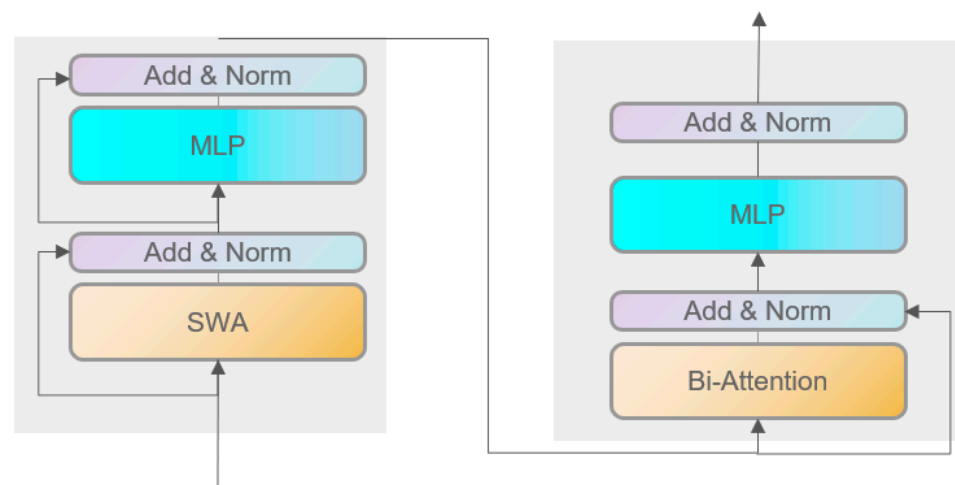 Add & Norm
MLP
Add & Norm
SWA
Add & Norm
MLP
Add & Norm
Bi-Attention